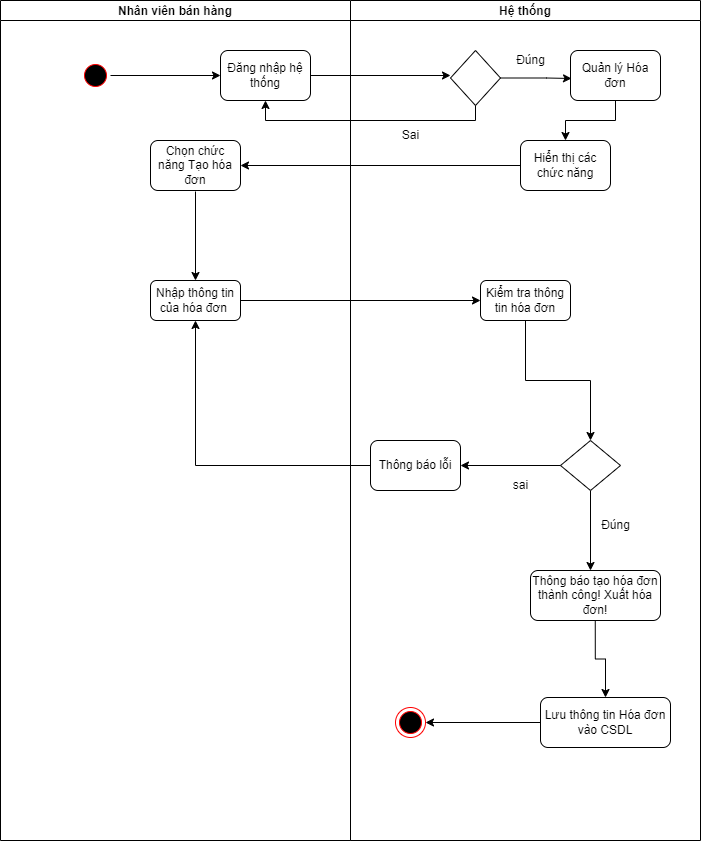 Nhân viên bán hàng
Hệ thống
Đăng nhập hệ
thống
Đúng
Quản lý Hóa
đơn
Sai
Chọn chức
năng Tạo hóa
đơn
Hiển thị các
chức năng
Nhập thông tin
của hóa đơn
Kiểm tra thông
tin hóa đơn
Thông báo lỗi
sai
Đúng
Thông báo tạo hóa đơn
thành công! Xuất hóa
đơn!
Lưu thông tin Hóa đơn
vào CSDL